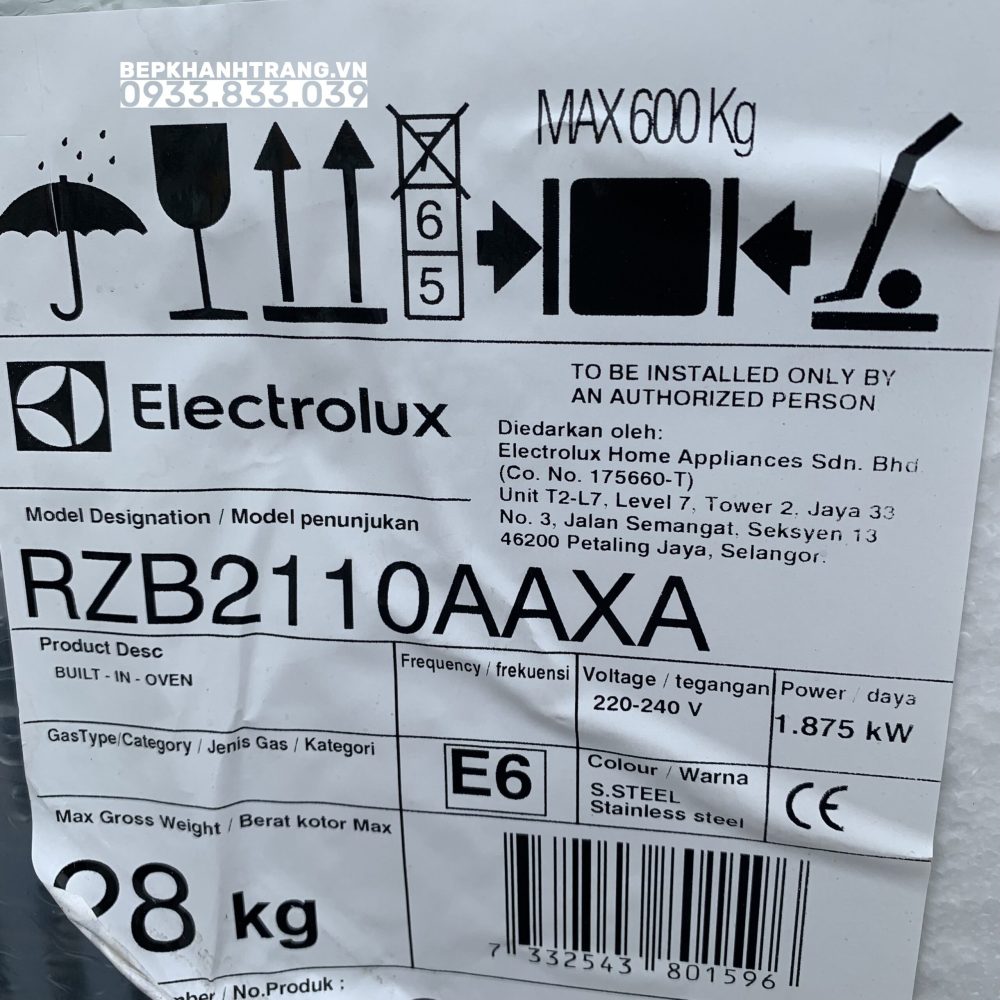 BEPKHANHTRANG.VN
0933.833.039
MAX 600 Kg
7
6
5
Electrolux
TO BE INSTALLED ONLY BY
AN AUTHORIZED PERSON
Diedarkan oleh:
Electrolux Home Appliances Sdn. Bhd.
(Co. No. 175660-T)
Unit T2-L7, Level 7, Tower 2, Jaya 33
No. 3, Jalan Semangat, Seksyen 13
46200 Petaling Jaya, Selangor.
Model Designation / Model penunjukan
RZB2110AAXA
Product Desc
BUILT - IN - OVEN
Frequency / frekuensi
Voltage / tegangan
220-240 V
Power / daya
1.875 kW
GasType/Category / Jenis Gas / Kategori
E6
Colour / Warna
S.STEEL
Stainless steel
CE
Max Gross Weight / Berat kotor Max
28 kg
7 332543 801596
/ No.Produk :